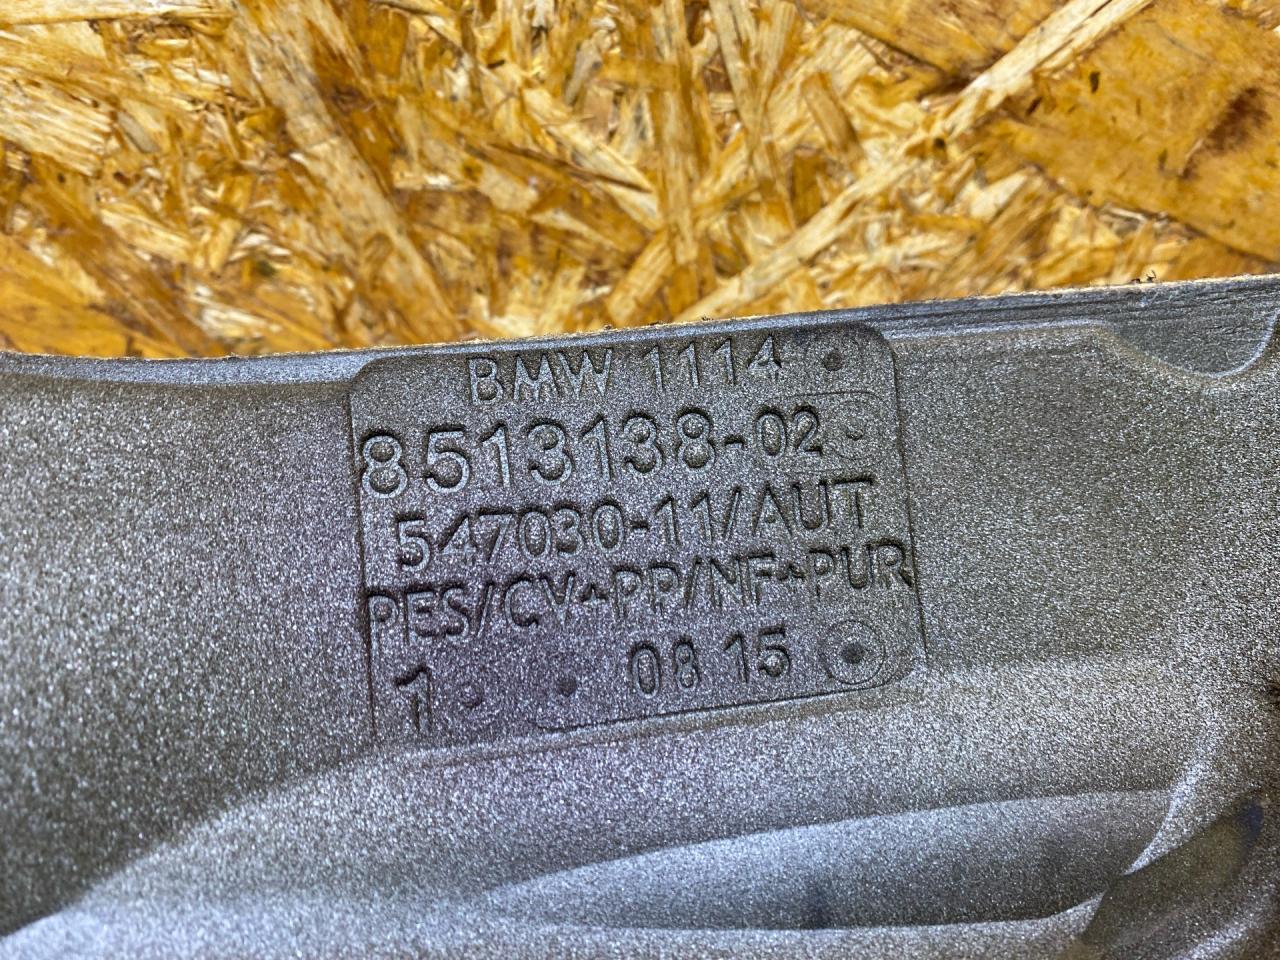 BMW 1114
8513138-02
547030-11/AUT
PES/CV+PP/NF+PUR
1 08 15